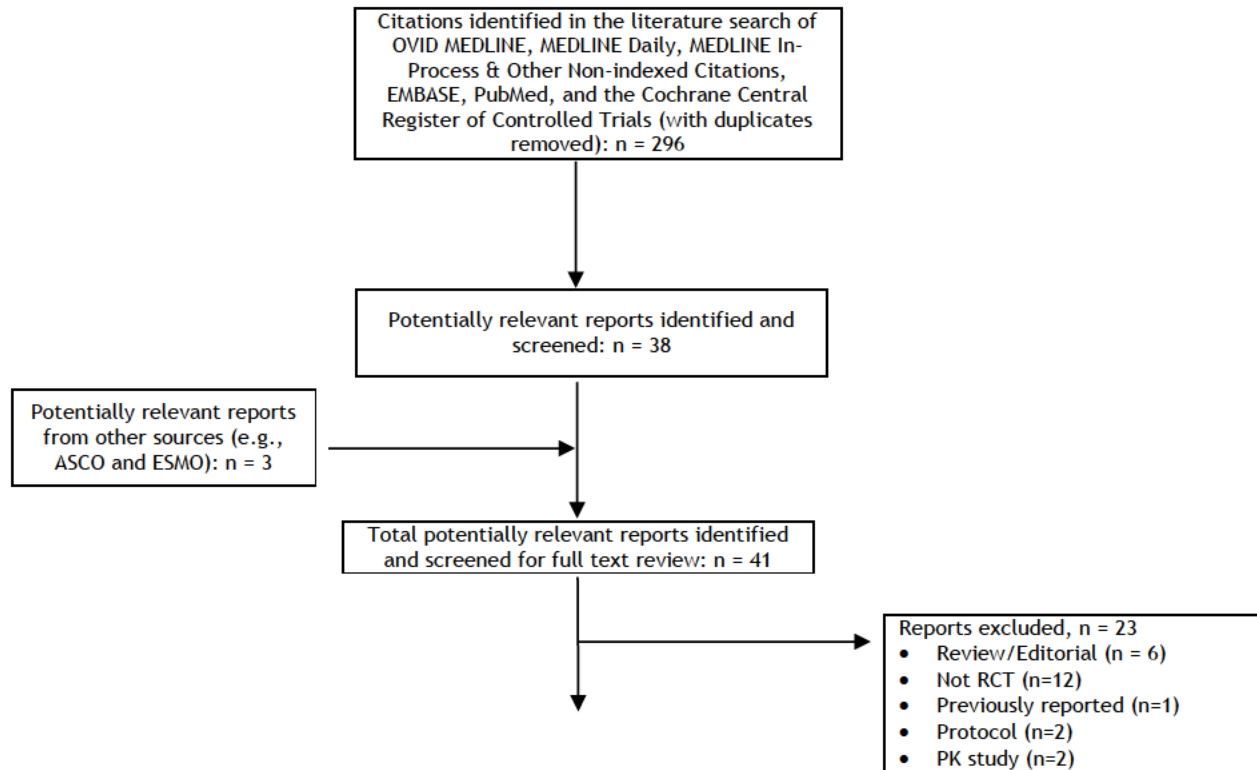 Citations identified in the literature search of
OVID MEDLINE, MEDLINE Daily, MEDLINE In-
Process & Other Non-indexed Citations,
EMBASE, PubMed, and the Cochrane Central
Register of Controlled Trials (with duplicates
removed): n = 296
Potentially relevant reports identified and
screened: n = 38
Potentially relevant reports
from other sources (e.g.,
ASCO and ESMO): n = 3
Total potentially relevant reports identified
and screened for full text review: n = 41
Reports excluded, n = 23
• Review/Editorial (n = 6)
• Not RCT (n=12)
• Previously reported (n=1)
• Protocol (n=2)
• PK study (n=2)